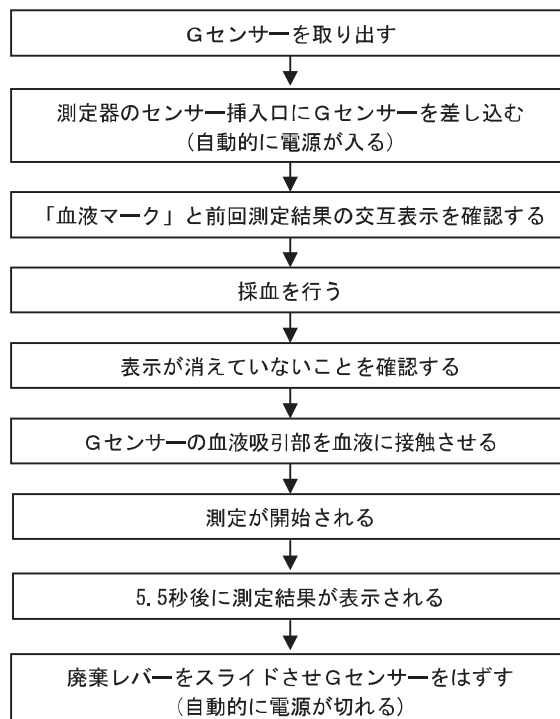 Gセンサーを取り出す
測定器のセンサー挿入口にGセンサーを差し込む
(自動的に電源が入る)
「血液マーク」と前回測定結果の交互表示を確認する
採血を行う
表示が消えていないことを確認する
Gセンサーの血液吸引部を血液に接触させる
測定が開始される
5.5秒後に測定結果が表示される
廃棄レバーをスライドさせGセンサーをはずす
(自動的に電源が切れる)